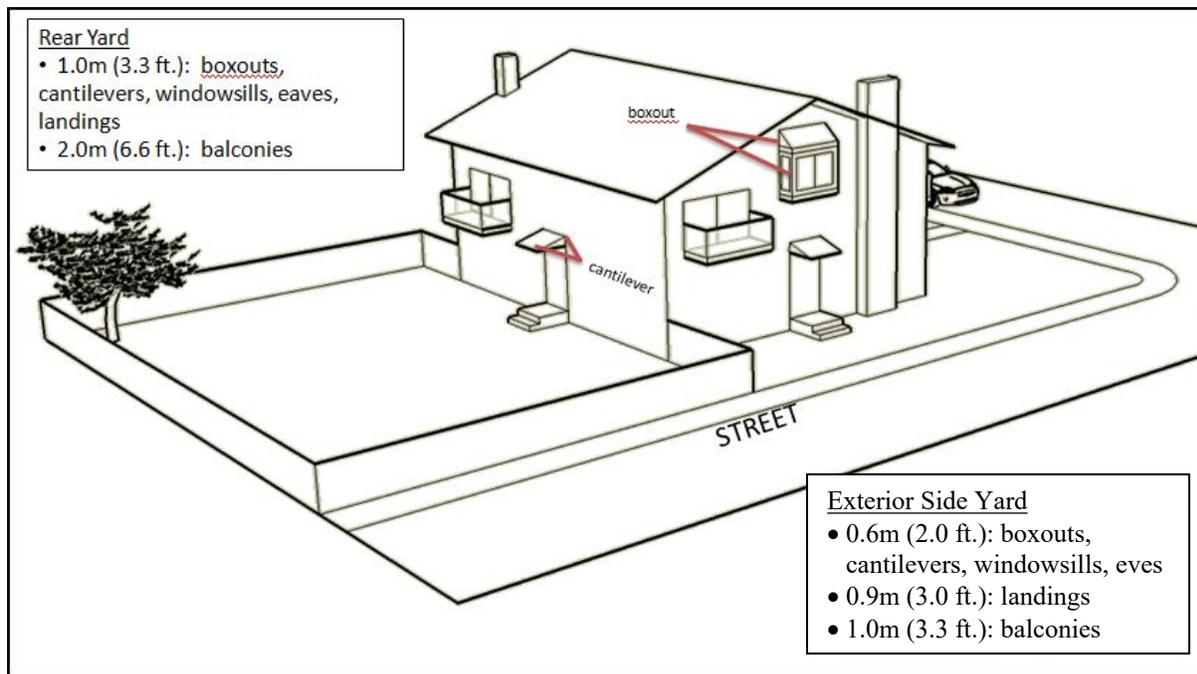 Rear Yard
• 1.0m (3.3 ft.): boxouts,
cantilevers, windowsills, eaves,
landings
• 2.0m (6.6 ft.): balconies
boxout
cantilever
STREET
Exterior Side Yard
• 0.6m (2.0 ft.): boxouts,
cantilevers, windowsills, eves
• 0.9m (3.0 ft.): landings
• 1.0m (3.3 ft.): balconies